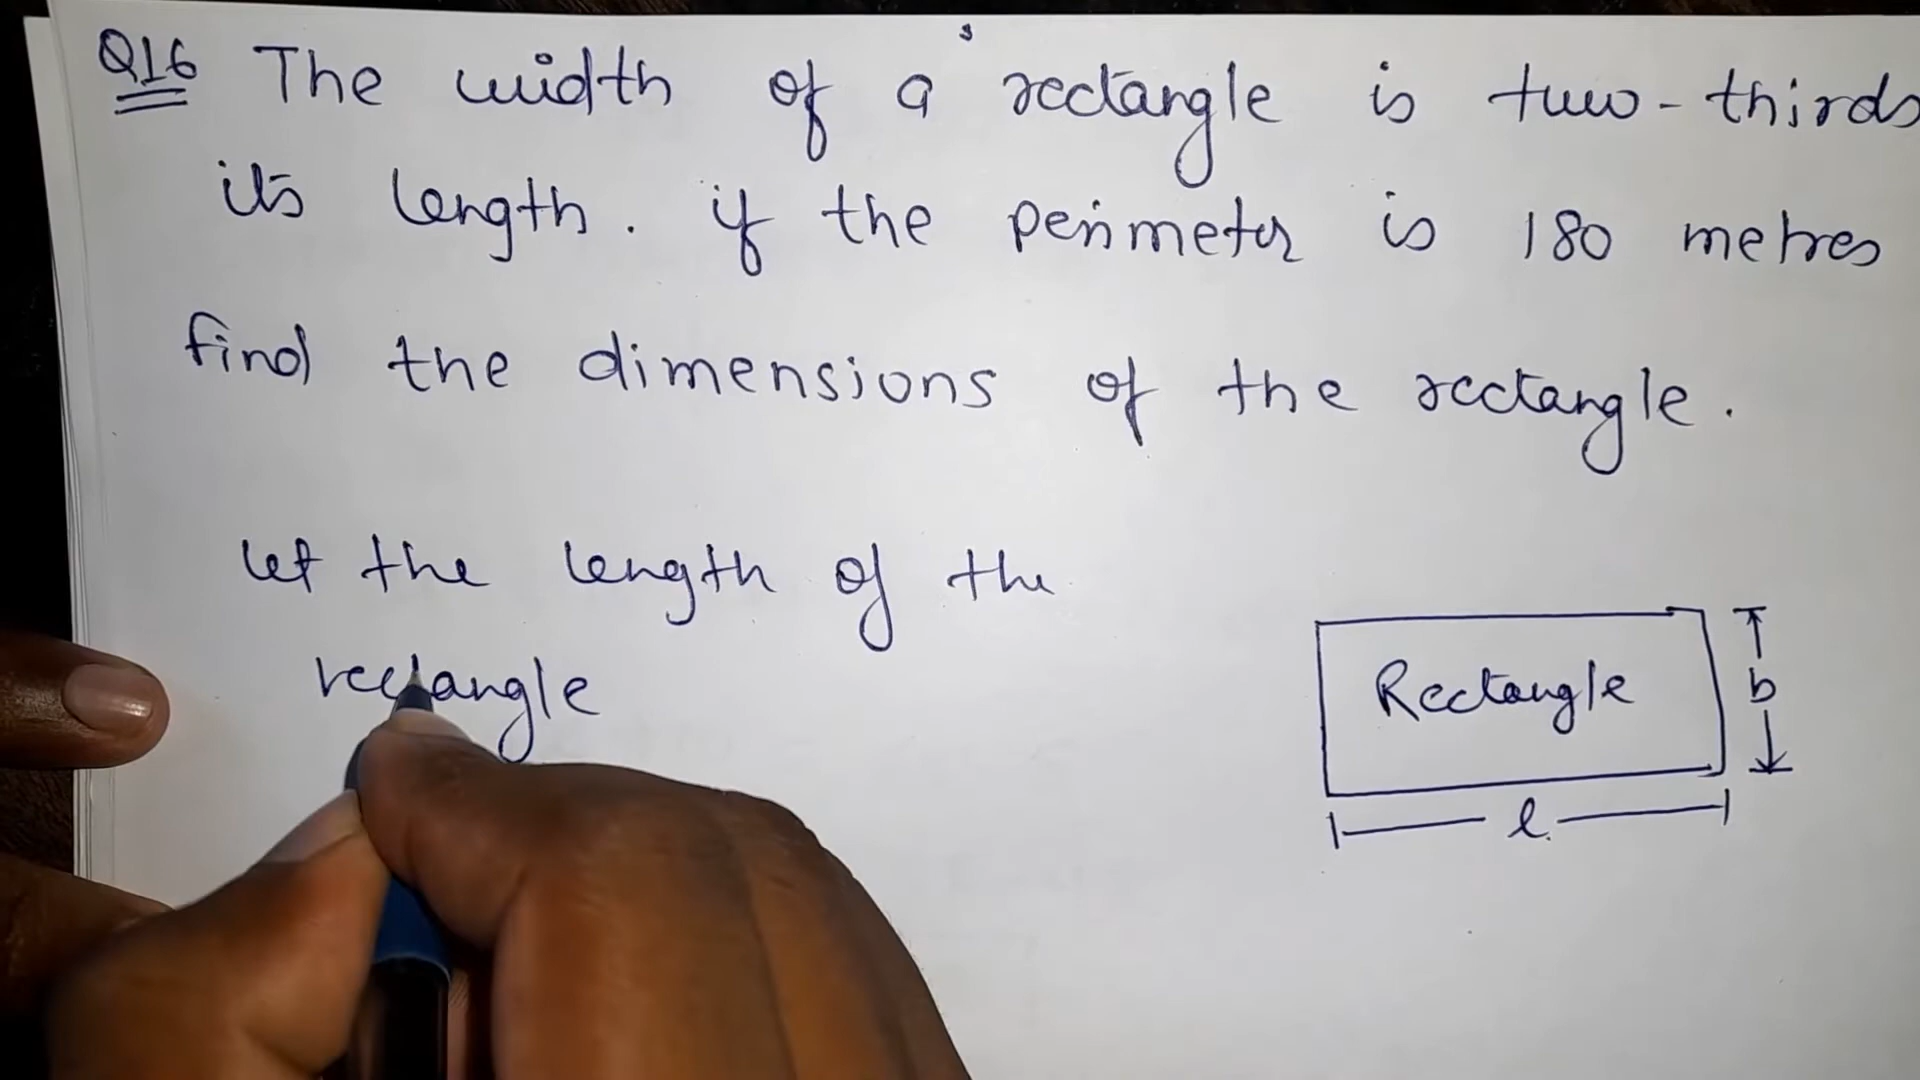 Q16 The width of a rectangle is two-thirds
its length. if the perimeter is 180 metres
find the dimensions of the rectangle.
let the length of the
rectangle
Rectangle
b
l